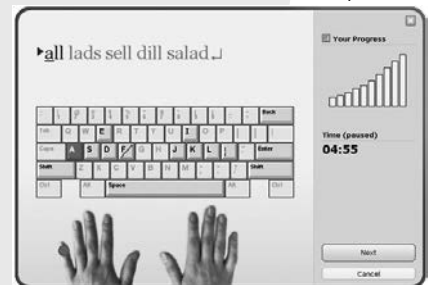 all lads sell dill salad
Your Progress
Back
Tab Q W E R T Y U I O P
Time (paused)
04:55
Caps A S D F G H J K L Enter
Shift Z X C V B N M Shift
Ctrl Alt Space Alt Ctrl
Next
Cancel